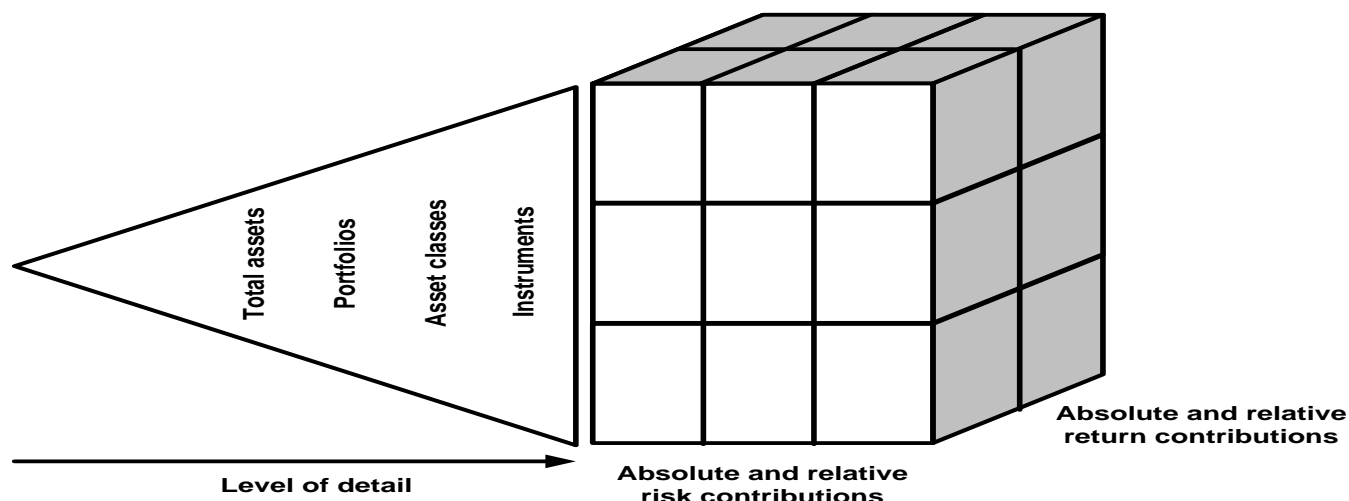 Total assets
Portfolios
Asset classes
Instruments
Level of detail
Absolute and relative
risk contributions
Absolute and relative
return contributions